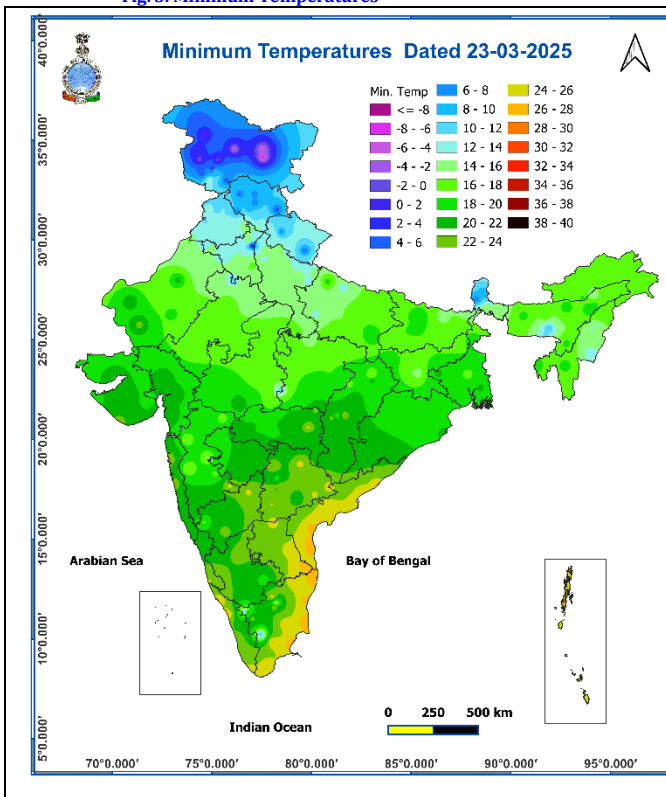 Fig. 3. Minimum Temperatures
Minimum Temperatures Dated 23-03-2025
Min. Temp
<= -8
-8 - -6
-6 - -4
-4 - -2
-2 - 0
0 - 2
2 - 4
4 - 6
6 - 8
8 - 10
10 - 12
12 - 14
14 - 16
16 - 18
18 - 20
20 - 22
22 - 24
24 - 26
26 - 28
28 - 30
30 - 32
32 - 34
34 - 36
36 - 38
38 - 40
40°0.000'
35°0.000'
30°0.000'
25°0.000'
20°0.000'
15°0.000'
10°0.000'
5°0.000'
Arabian Sea
Bay of Bengal
Indian Ocean
0 250 500 km
70°0.000' 75°0.000' 80°0.000' 85°0.000' 90°0.000' 95°0.000'